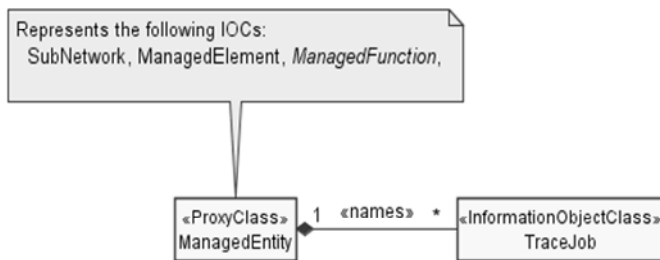 Represents the following IOCs:
SubNetwork, ManagedElement, ManagedFunction,
«ProxyClass»
ManagedEntity
1 «names» *
«InformationObjectClass»
TraceJob